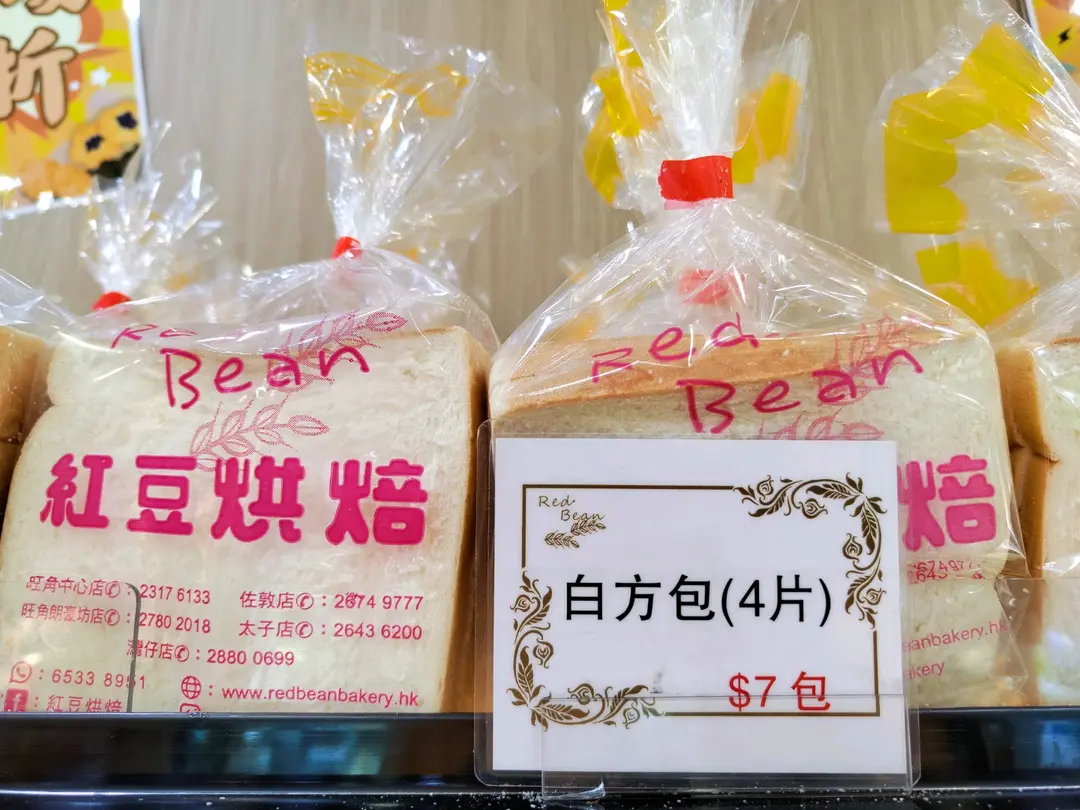 折
Red
Bean
紅豆烘焙
旺角中心店✆：2317 6133
佐敦店✆：2674 9777
旺角朗豪坊店✆：2780 2018
太子店✆：2643 6200
灣仔店✆：2880 0699
: 6533 8951
: www.redbeanbakery.hk
: 紅豆烘焙
Red
Bean
焙
Red
Bean
白方包(4片)
$7 包